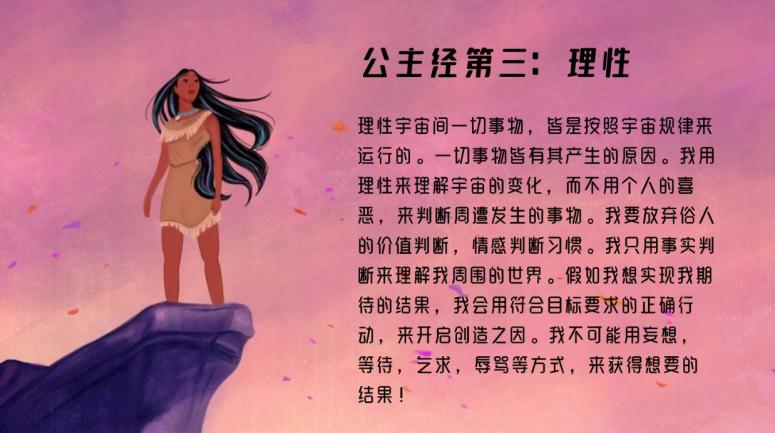 公主经第三：理性
理性宇宙间一切事物，皆是按照宇宙规律来
运行的。一切事物皆有其产生的原因。我用
理性来理解宇宙的变化，而不用个人的喜
恶，来判断周遭发生的事物。我要放弃俗人
的价值判断，情感判断习惯。我只用事实判
断来理解我周围的世界。假如我想实现我期
待的结果，我会用符合目标要求的正确行
动，来开启创造之因。我不可能用妄想，
等待，乞求，辱骂等方式，来获得想要的
结果！